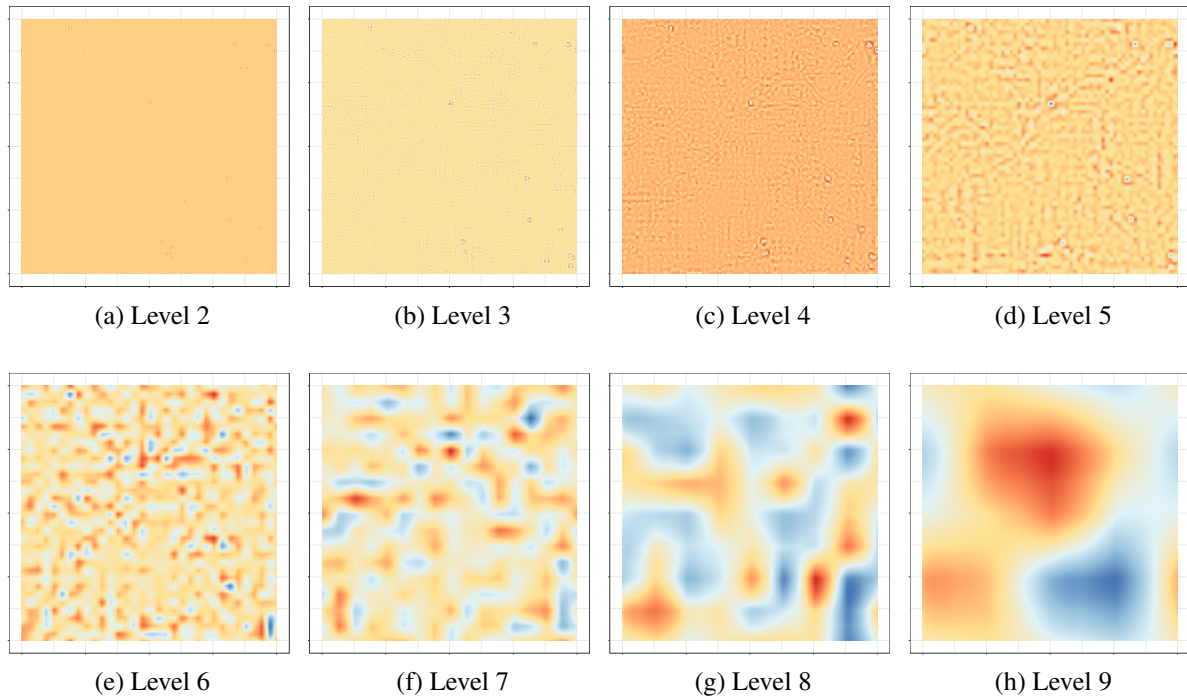 (a) Level 2
(b) Level 3
(c) Level 4
(d) Level 5
(e) Level 6
(f) Level 7
(g) Level 8
(h) Level 9